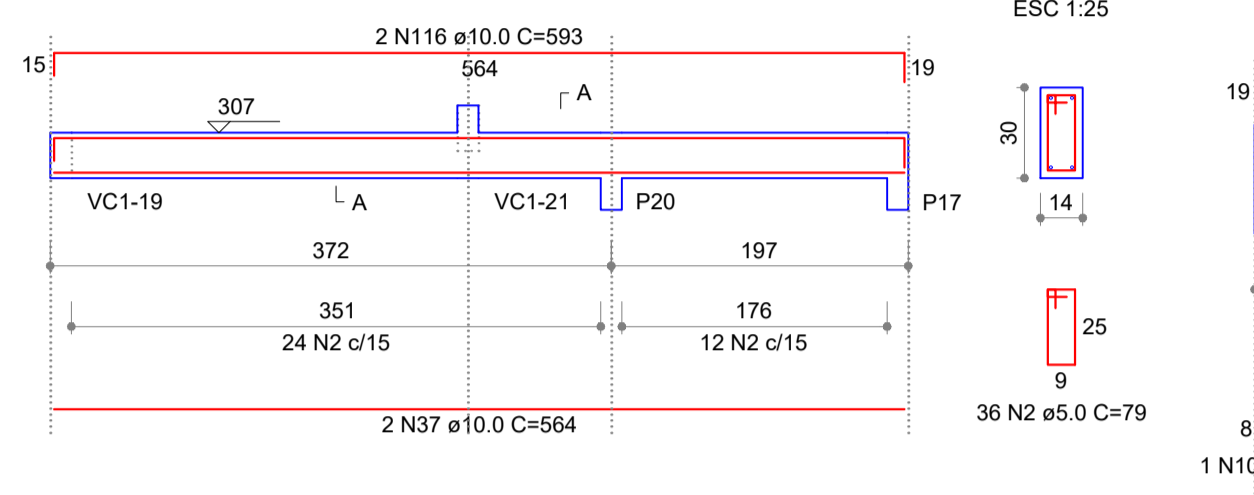 ESC 1:25
2 N116 ø10.0 C=593
15
564
19
A
307
19
30
VC1-19
A
VC1-21
P20
P17
14
372
197
351
176
24 N2 c/15
12 N2 c/15
25
9
2 N37 ø10.0 C=564
36 N2 ø5.0 C=79
8
1 N10